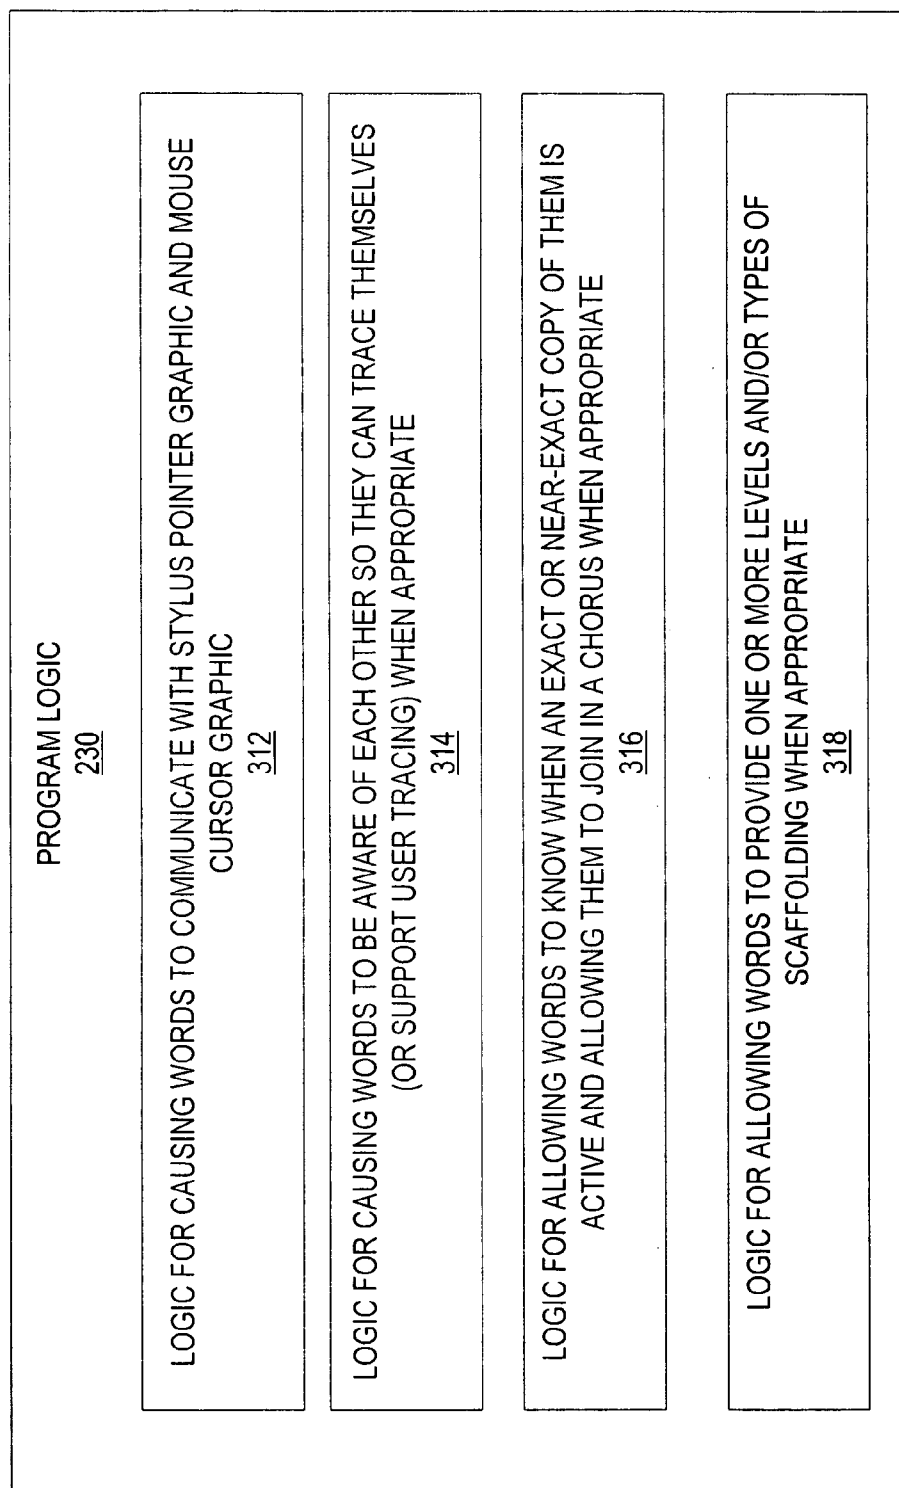 PROGRAM LOGIC
230
LOGIC FOR CAUSING WORDS TO COMMUNICATE WITH STYLUS POINTER GRAPHIC AND MOUSE
CURSOR GRAPHIC
312
LOGIC FOR CAUSING WORDS TO BE AWARE OF EACH OTHER SO THEY CAN TRACE THEMSELVES
(OR SUPPORT USER TRACING) WHEN APPROPRIATE
314
LOGIC FOR ALLOWING WORDS TO KNOW WHEN AN EXACT OR NEAR-EXACT COPY OF THEM IS
ACTIVE AND ALLOWING THEM TO JOIN IN A CHORUS WHEN APPROPRIATE
316
LOGIC FOR ALLOWING WORDS TO PROVIDE ONE OR MORE LEVELS AND/OR TYPES OF
SCAFFOLDING WHEN APPROPRIATE
318